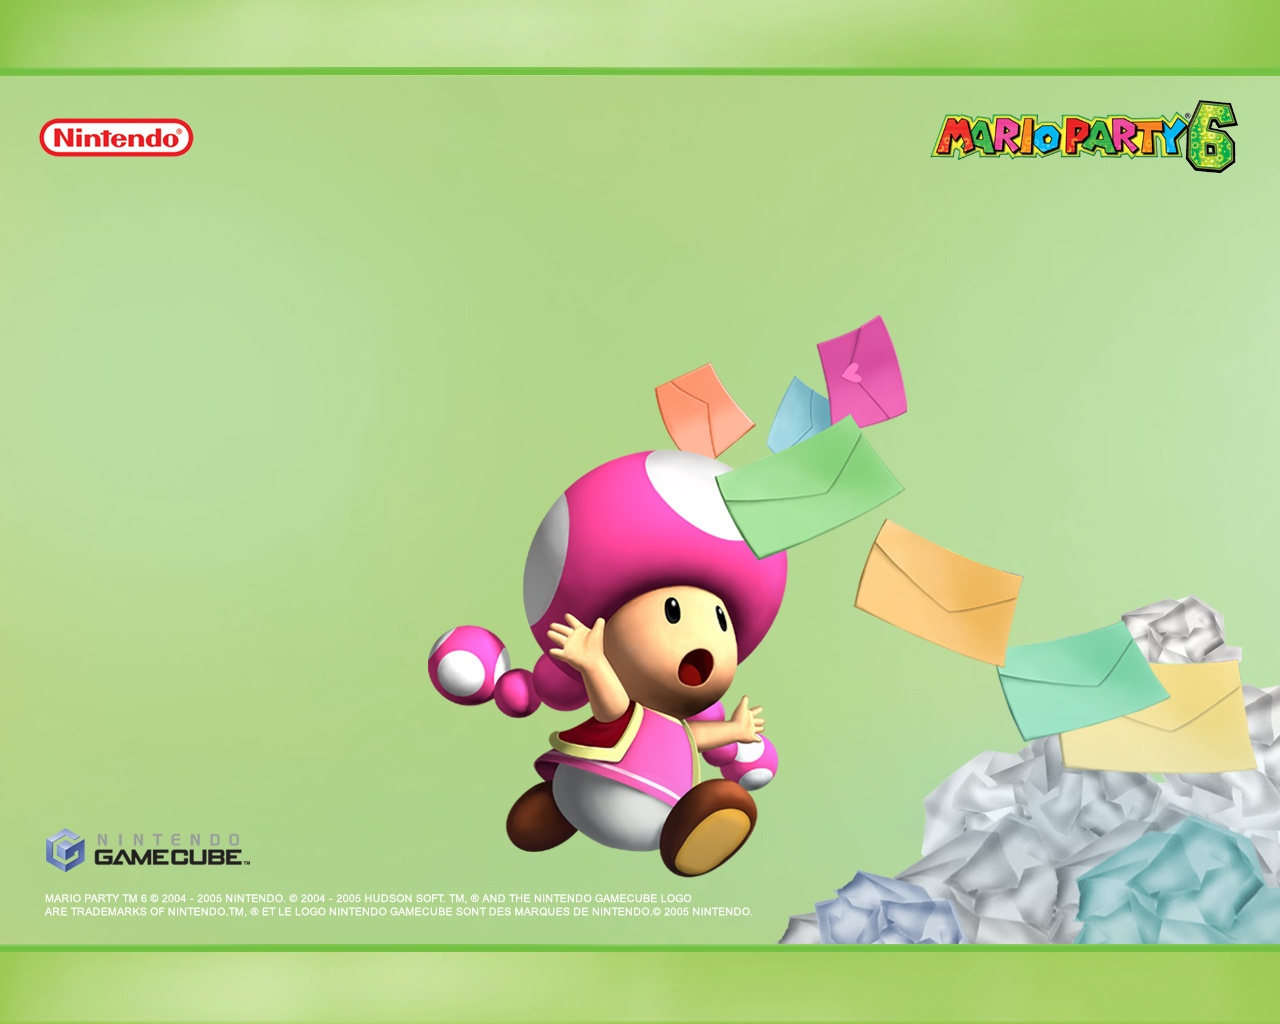 Nintendo®
MARIO PARTY® 6
NINTENDO
GAMECUBE™
MARIO PARTY TM 6 © 2004 - 2005 NINTENDO. © 2004 - 2005 HUDSON SOFT. TM, ® AND THE NINTENDO GAMECUBE LOGO
ARE TRADEMARKS OF NINTENDO.TM, ® ET LE LOGO NINTENDO GAMECUBE SONT DES MARQUES DE NINTENDO.© 2005 NINTENDO.